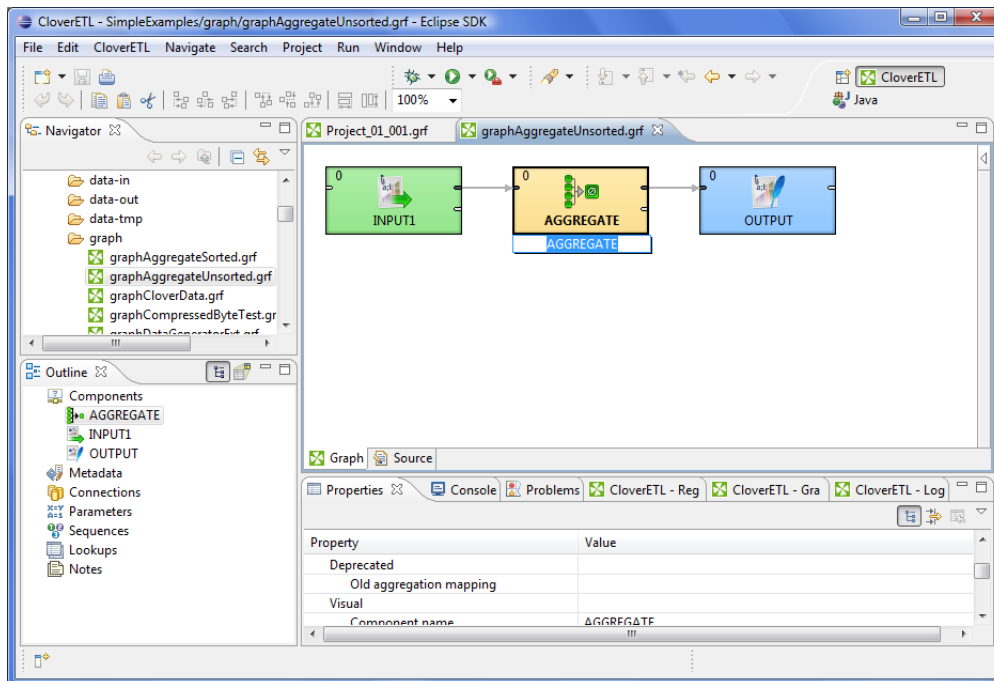 CloverETL - SimpleExamples/graph/graphAggregateUnsorted.grf - Eclipse SDK
File Edit CloverETL Navigate Search Project Run Window Help
CloverETL
100%
Java
Navigator
Project_01_001.grf graphAggregateUnsorted.grf
data-in
data-out
data-tmp
graph
graphAggregateSorted.grf
graphAggregateUnsorted.grf
graphCloverData.grf
graphCompressedByteTest.gr
graphDataGeneratorExt.grf
0 INPUT1
0 AGGREGATE
AGGREGATE
0 OUTPUT
Outline
Components
AGGREGATE
INPUT1
OUTPUT
Metadata
Connections
Parameters
Sequences
Lookups
Notes
Graph Source
Properties Console Problems CloverETL - Reg CloverETL - Gra CloverETL - Log
Property Value
Deprecated
Old aggregation mapping
Visual
Component name AGGREGATE